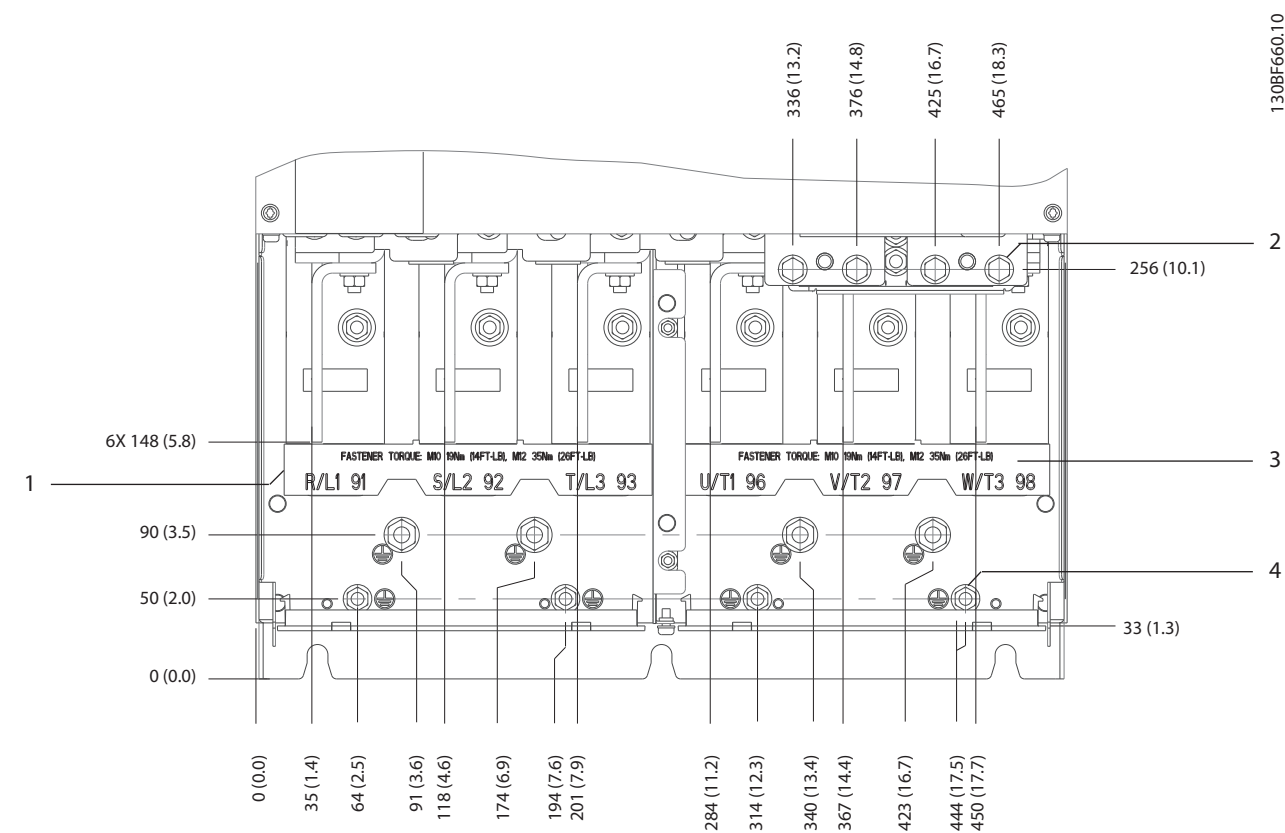 130BF660.10
336 (13.2)
376 (14.8)
425 (16.7)
465 (18.3)
2
256 (10.1)
6X 148 (5.8)
FASTENER TORQUE: M10 19Nm (14FT-LB), M12 35Nm (26FT-LB)
FASTENER TORQUE: M10 19Nm (14FT-LB), M12 35Nm (26FT-LB)
3
1
R/L1 91
S/L2 92
T/L3 93
U/T1 96
V/T2 97
W/T3 98
90 (3.5)
4
50 (2.0)
33 (1.3)
0 (0.0)
0 (0.0)
35 (1.4)
64 (2.5)
91 (3.6)
118 (4.6)
174 (6.9)
194 (7.6)
201 (7.9)
284 (11.2)
314 (12.3)
340 (13.4)
367 (14.4)
423 (16.7)
444 (17.5)
450 (17.7)